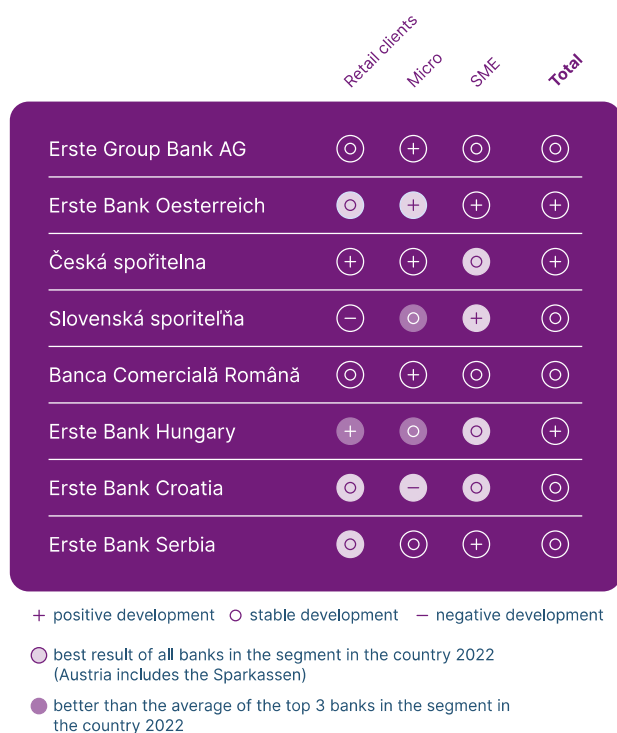 Retail clients
Micro
SME
Total
Erste Group Bank AG
Erste Bank Oesterreich
Česká spořitelna
Slovenská sporiteľňa
Banca Comercială Română
Erste Bank Hungary
Erste Bank Croatia
Erste Bank Serbia
+ positive development o stable development − negative development
best result of all banks in the segment in the country 2022
(Austria includes the Sparkassen)
better than the average of the top 3 banks in the segment in
the country 2022